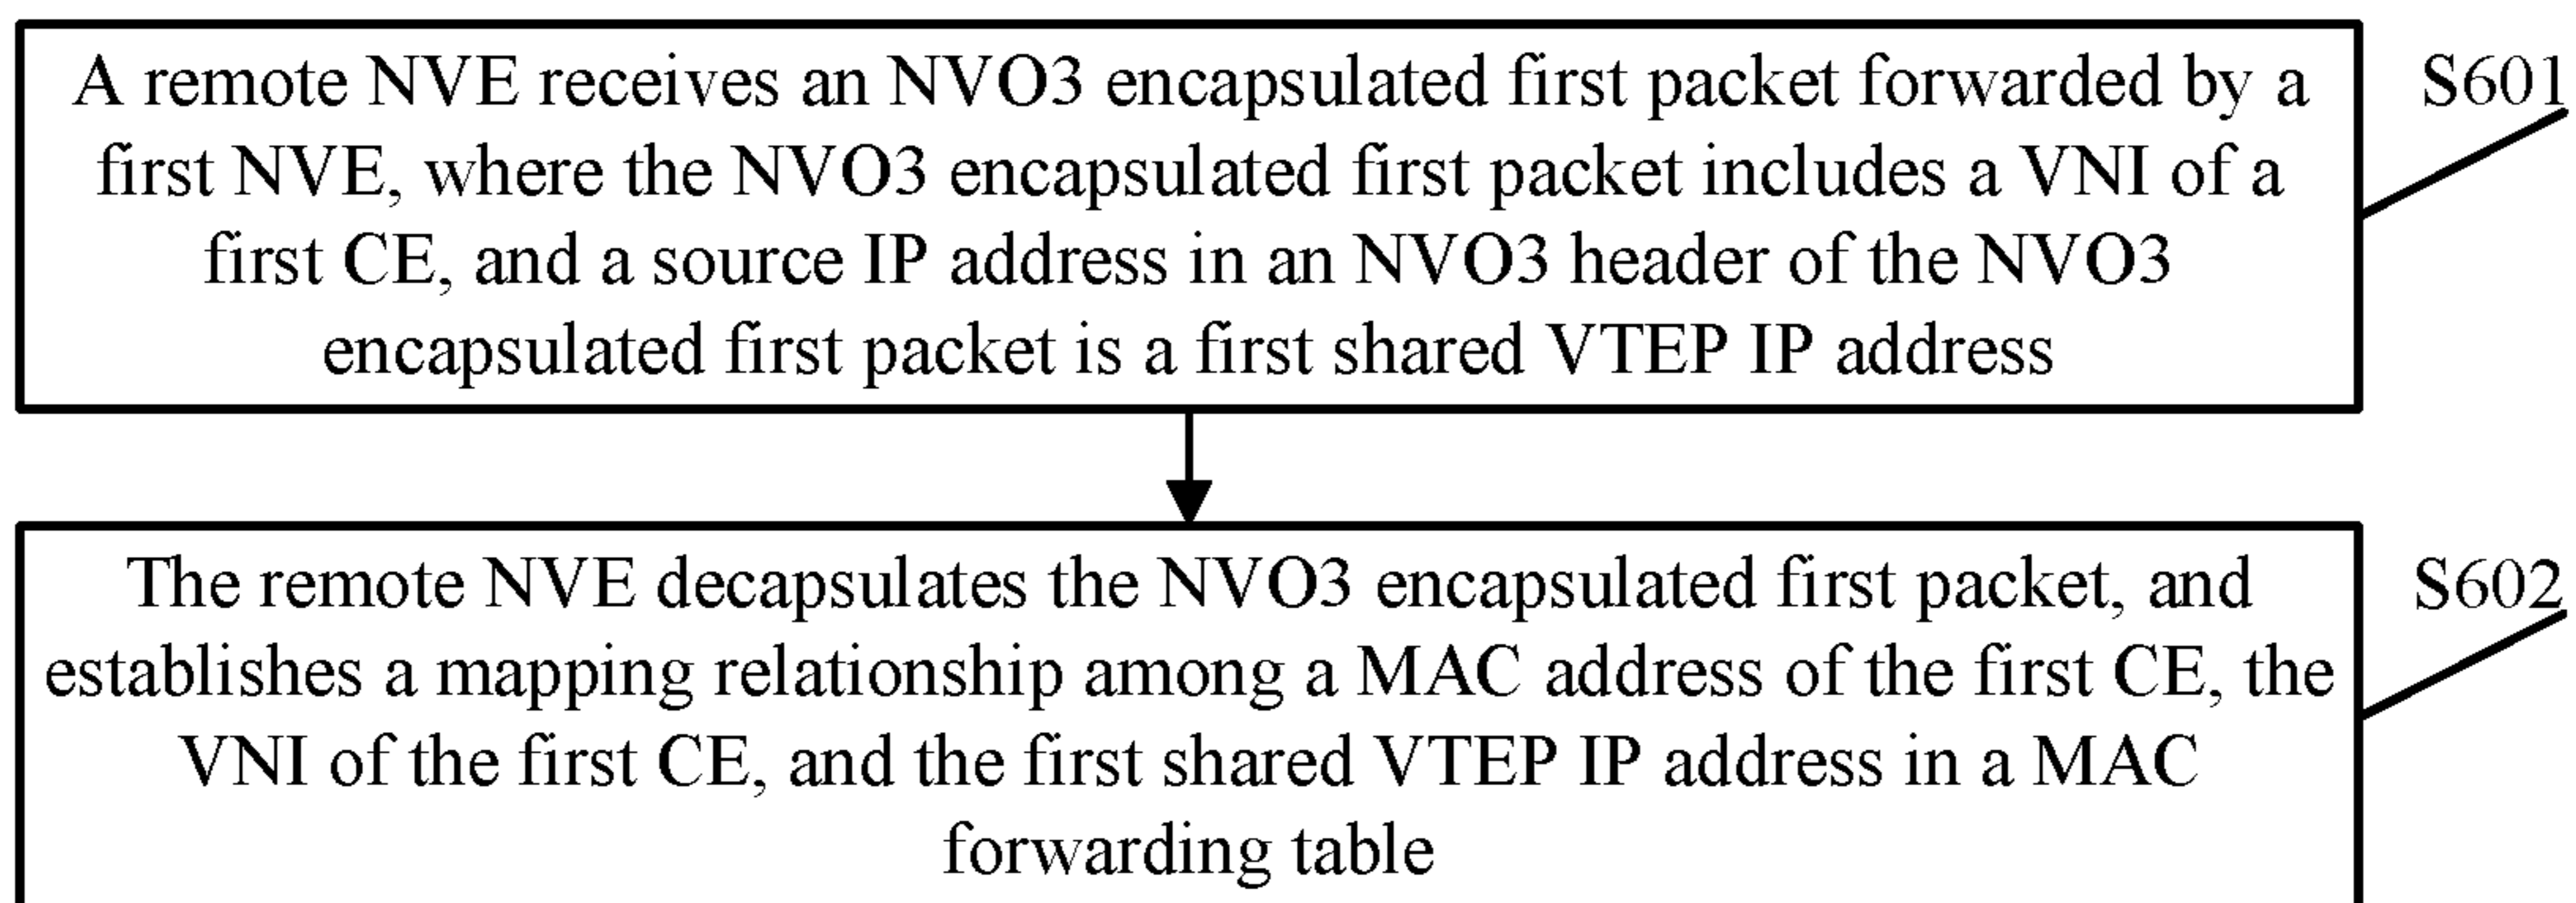 A remote NVE receives an NVO3 encapsulated first packet forwarded by a
first NVE, where the NVO3 encapsulated first packet includes a VNI of a
first CE, and a source IP address in an NVO3 header of the NVO3
encapsulated first packet is a first shared VTEP IP address
S601
The remote NVE decapsulates the NVO3 encapsulated first packet, and
establishes a mapping relationship among a MAC address of the first CE, the
VNI of the first CE, and the first shared VTEP IP address in a MAC
forwarding table
S602